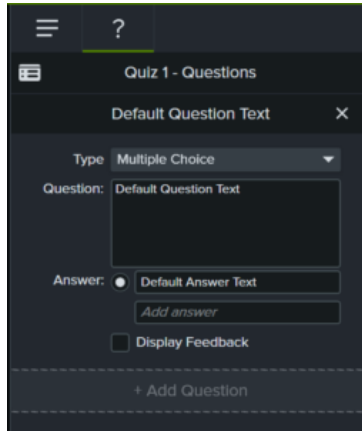 ?
Quiz 1 - Questions
Default Question Text ×
Type Multiple Choice
Question: Default Question Text
Answer: Default Answer Text
Add answer
Display Feedback
+ Add Question